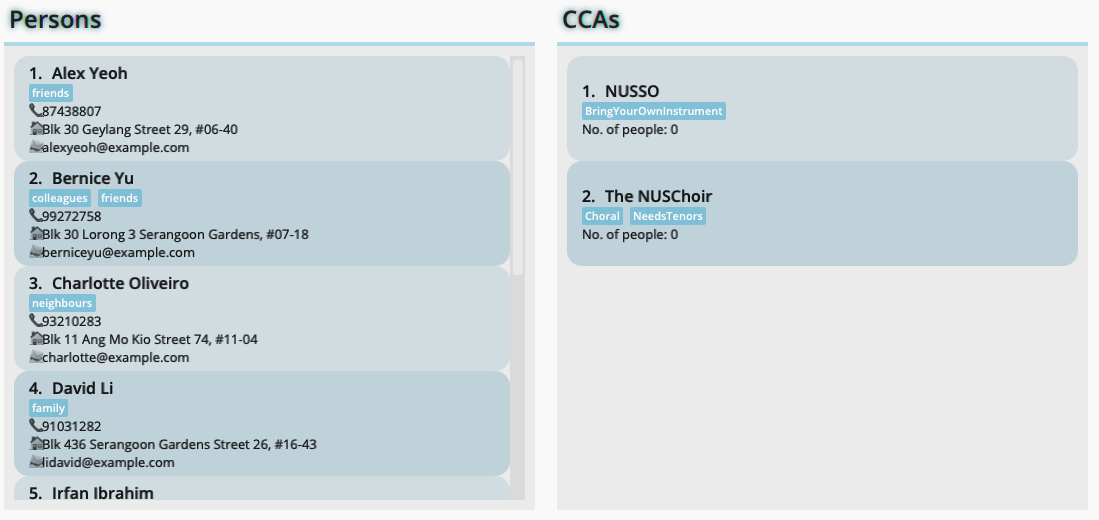 Persons
1. Alex Yeoh
friends
87438807
Blk 30 Geylang Street 29, #06-40
alexyeoh@example.com
2. Bernice Yu
colleagues friends
99272758
Blk 30 Lorong 3 Serangoon Gardens, #07-18
berniceyu@example.com
3. Charlotte Oliveiro
neighbours
93210283
Blk 11 Ang Mo Kio Street 74, #11-04
charlotte@example.com
4. David Li
family
91031282
Blk 436 Serangoon Gardens Street 26, #16-43
lidavid@example.com
5. Irfan Ibrahim
CCAs
1. NUSSO
BringYourOwnInstrument
No. of people: 0
2. The NUSChoir
Choral NeedsTenors
No. of people: 0